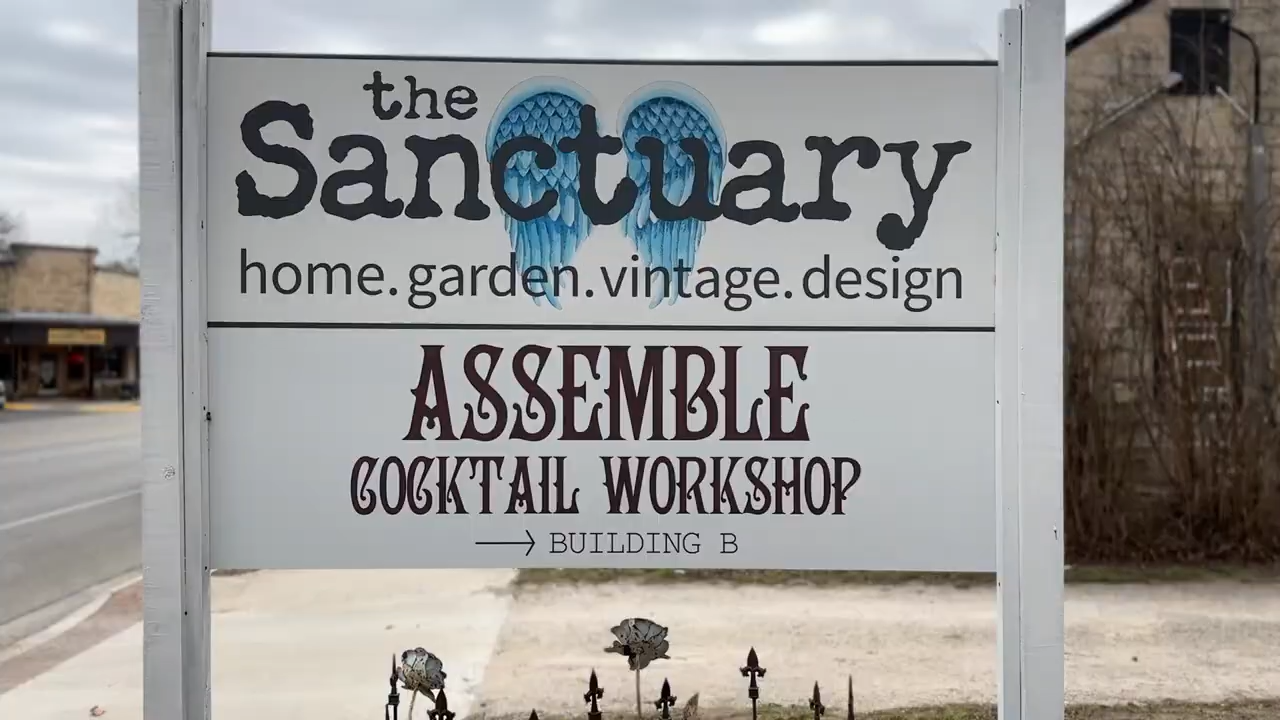 the
Sanctuary
home.garden.vintage.design
ASSEMBLE
COCKTAIL WORKSHOP
→ BUILDING B